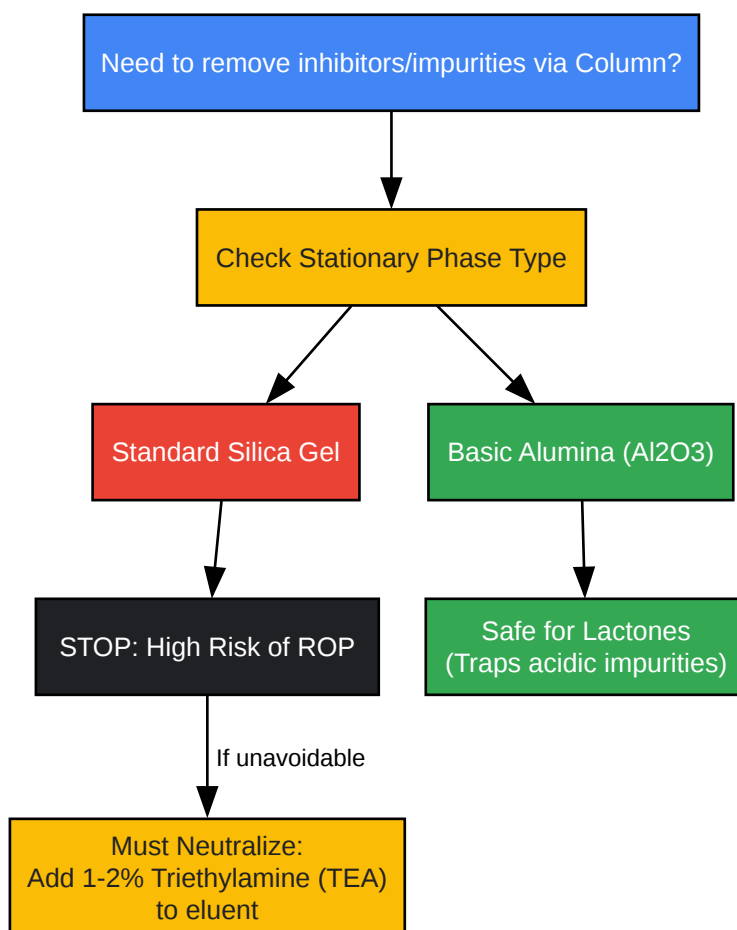 Need to remove inhibitors/impurities via Column?
Check Stationary Phase Type
Standard Silica Gel
Basic Alumina (Al2O3)
STOP: High Risk of ROP
Safe for Lactones
(Traps acidic impurities)
If unavoidable
Must Neutralize:
Add 1-2% Triethylamine (TEA)
to eluent